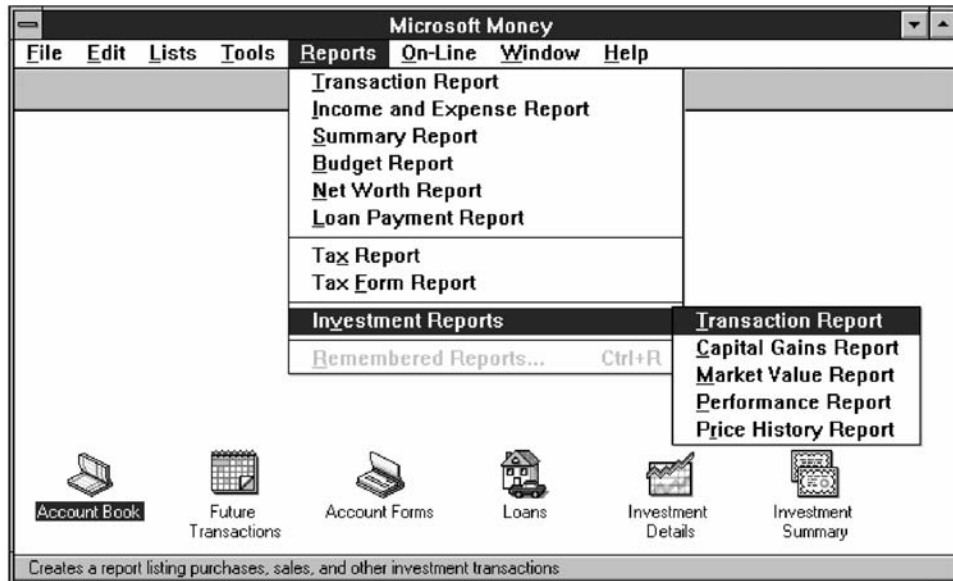 Microsoft Money
File Edit Lists Tools Reports On-Line Window Help
Transaction Report
Income and Expense Report
Summary Report
Budget Report
Net Worth Report
Loan Payment Report
Tax Report
Tax Form Report
Investment Reports
Remembered Reports... Ctrl+R
Transaction Report
Capital Gains Report
Market Value Report
Performance Report
Price History Report
Account Book
Future
Transactions
Account Forms
Loans
Investment
Details
Investment
Summary
Creates a report listing purchases, sales, and other investment transactions